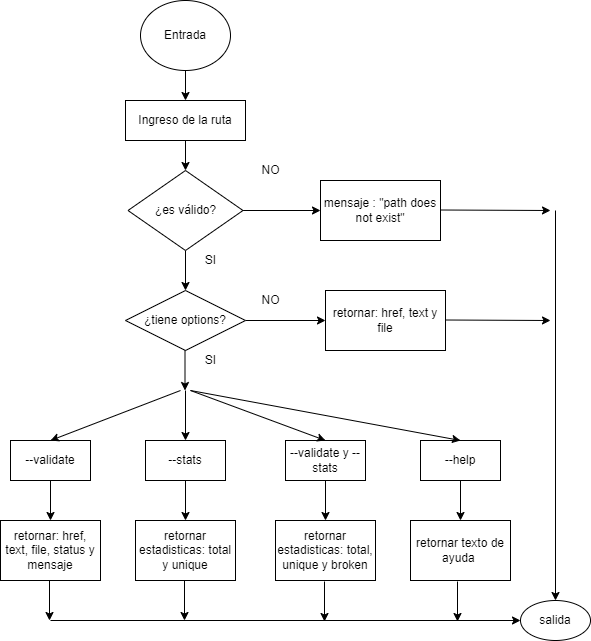 Entrada
Ingreso de la ruta
NO
¿es válido?
mensaje : "path does
not exist"
SI
NO
¿tiene options?
retornar: href, text y
file
SI
--validate
--stats
--validate y --
stats
--help
retornar: href,
text, file, status y
mensaje
retornar
estadisticas: total
y unique
retornar
estadisticas: total,
unique y broken
retornar texto de
ayuda
salida